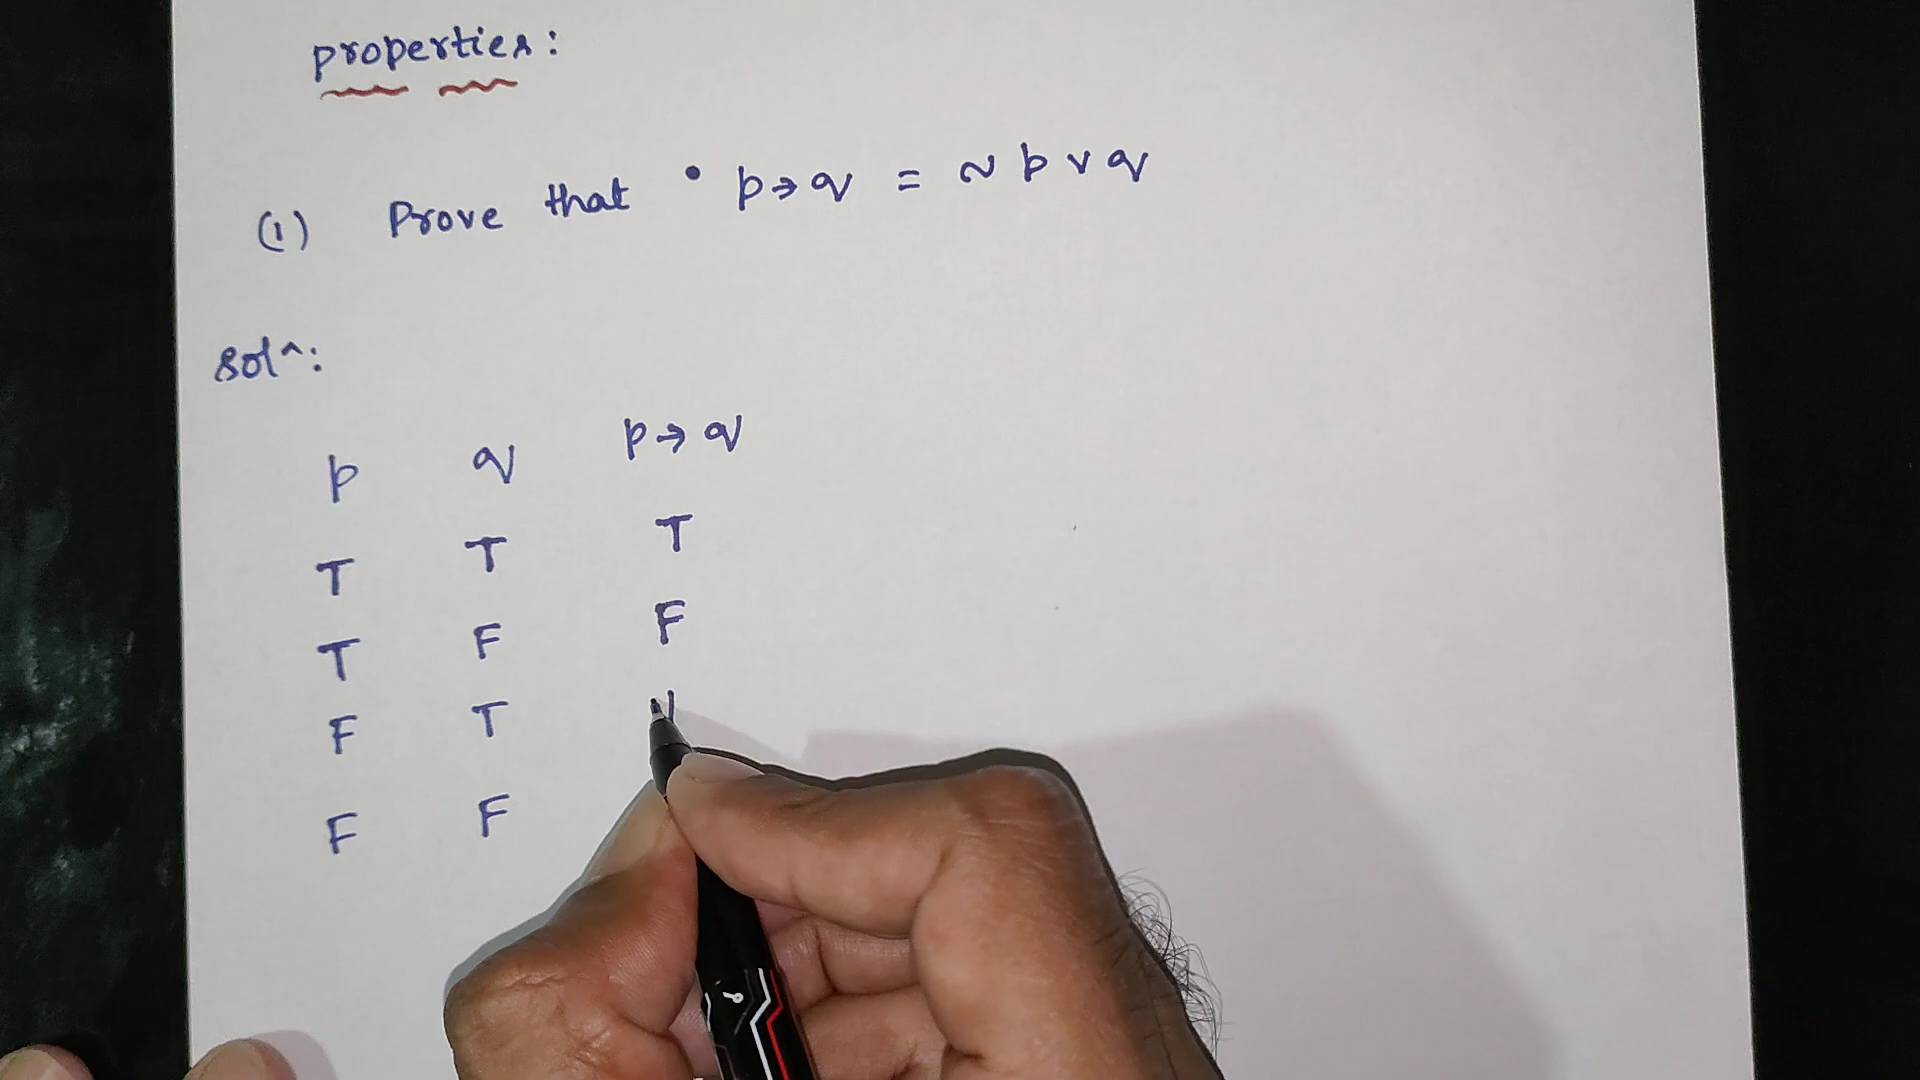 properties:
(1) Prove that • p→q = ~ p v q
Sol^:
p q p→q
T T T
T F F
F T
F F